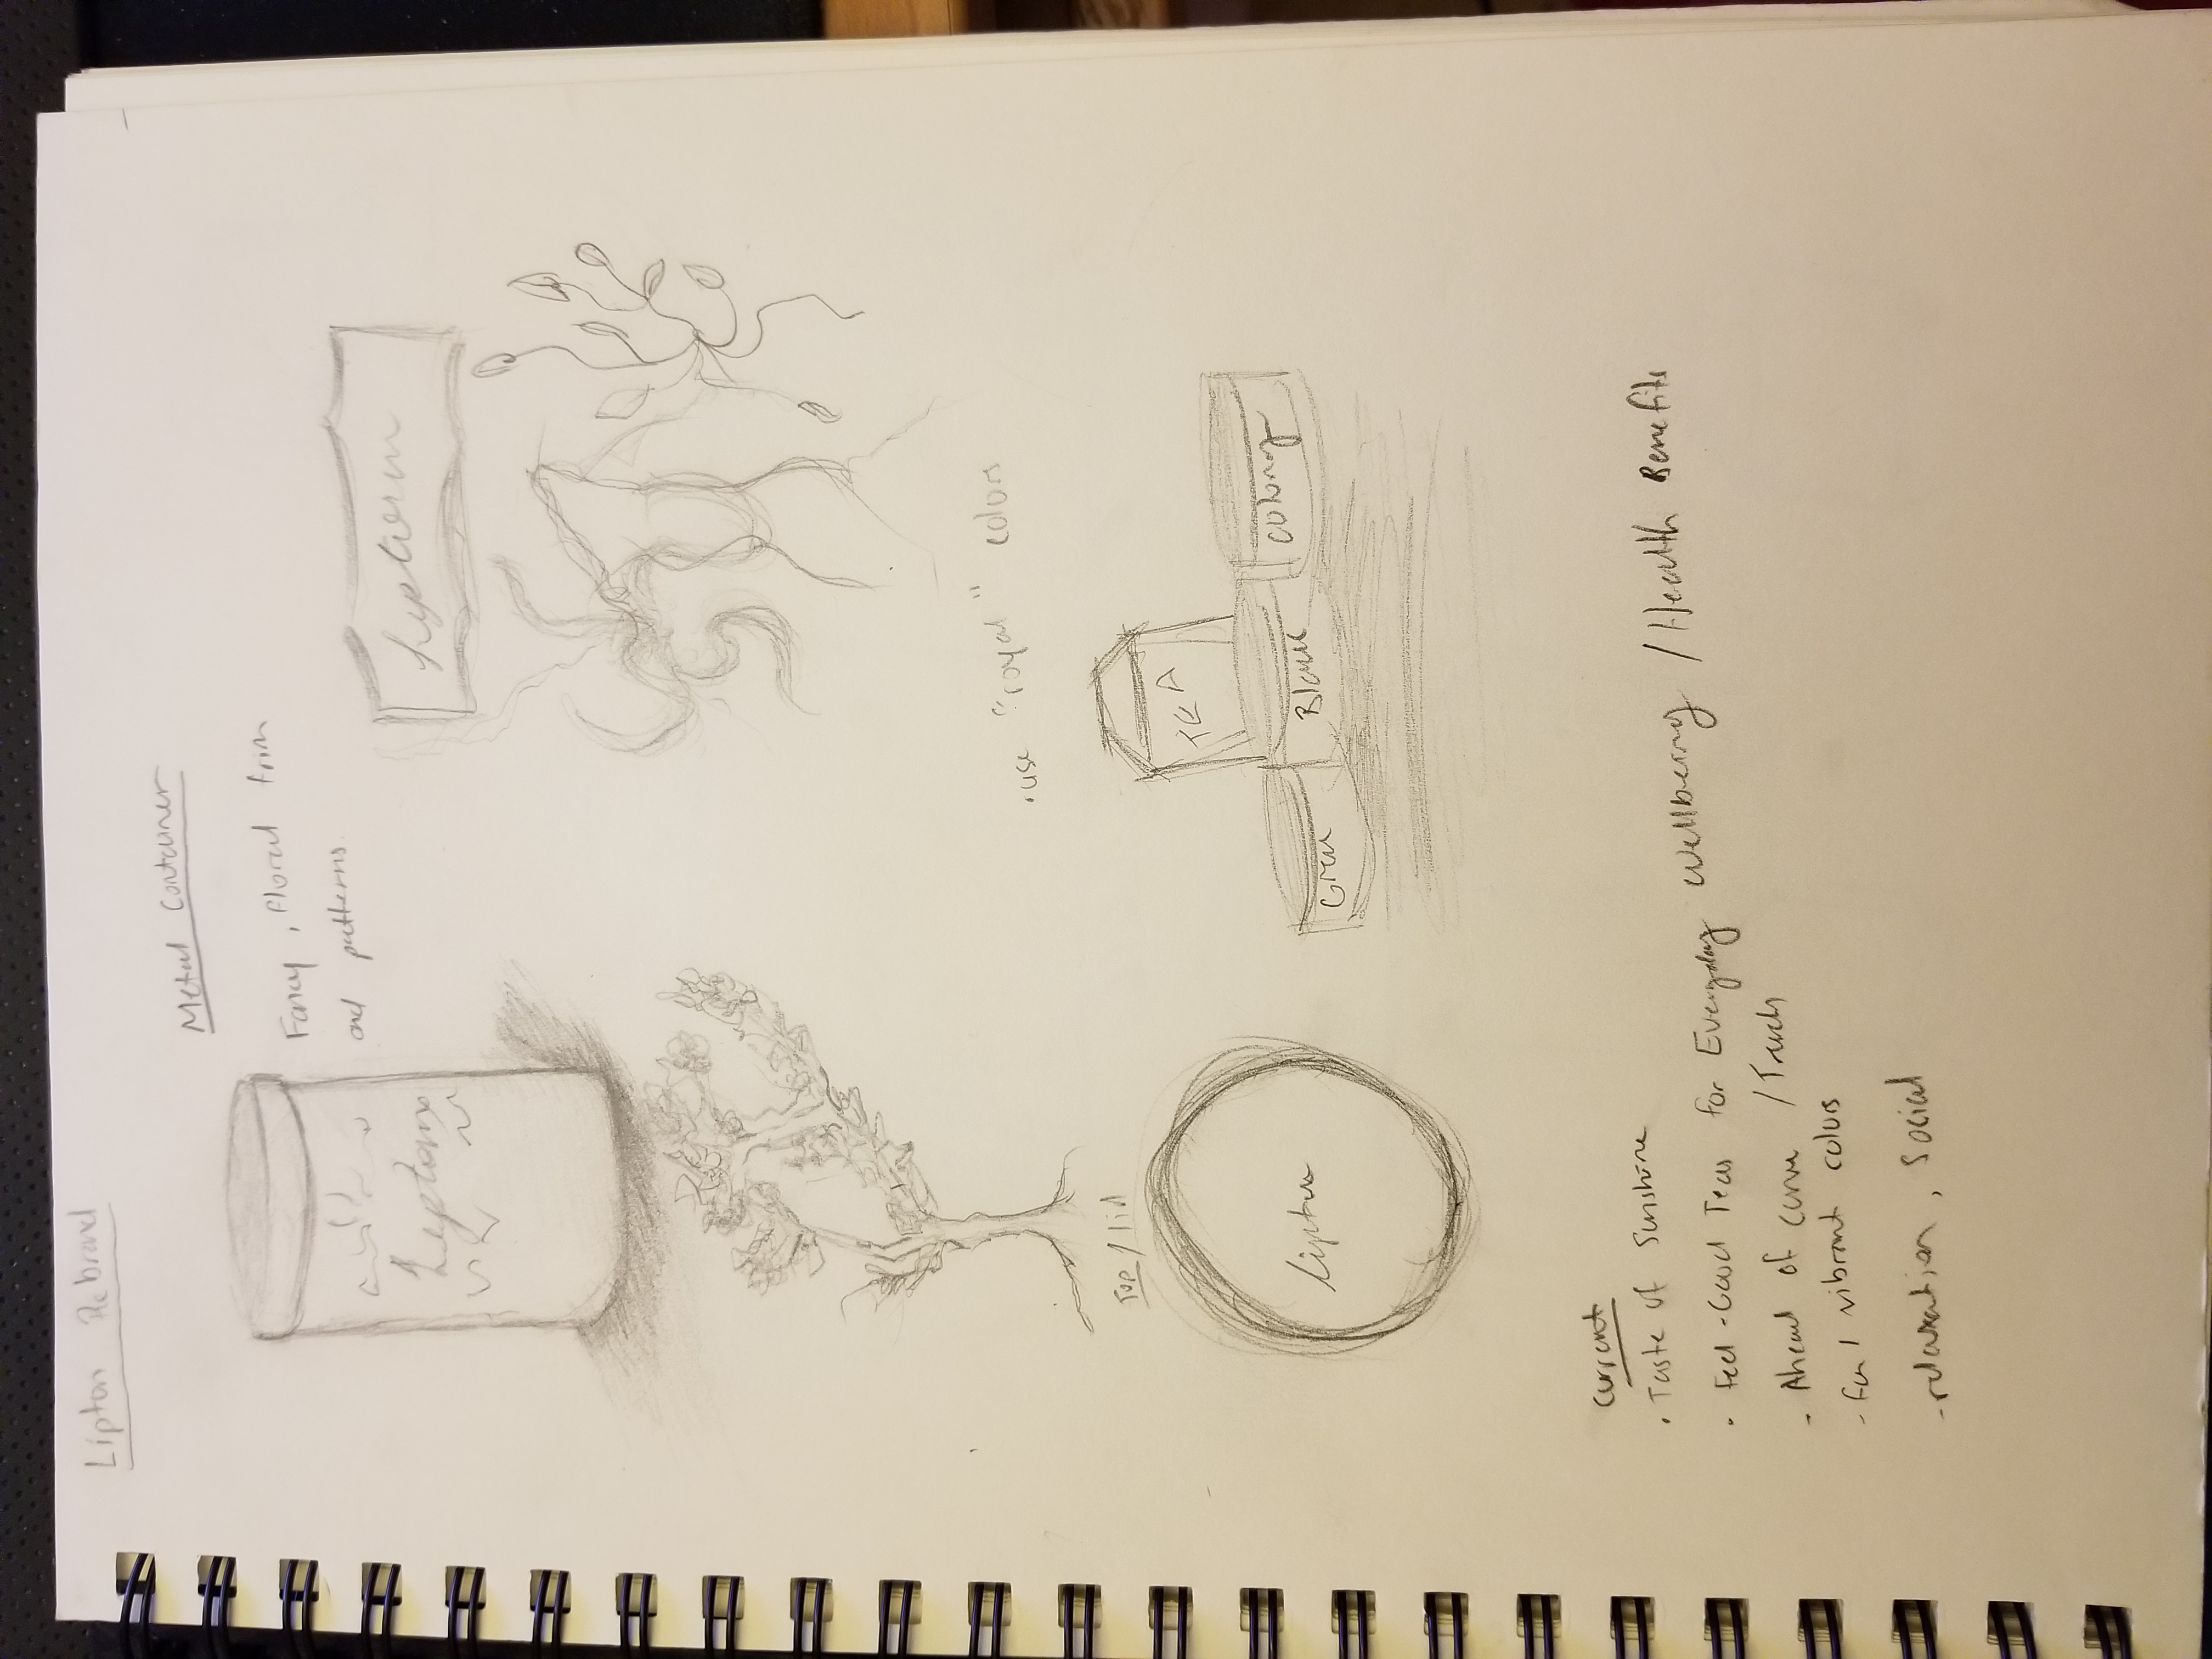 Lipton Rebrand
Metal Container
Fancy, floral trim
and patterns
Lipton
Lipton
• use "royal" colors
Top / lid
TEA
Lipton
Green
Black
Oolong
Current
• Taste of Sunshine
• Feel-Good Teas for Everyday Wellbeing / Health Benefits
- Ahead of curve / Trends
- fun / vibrant colors
- relaxation, Social